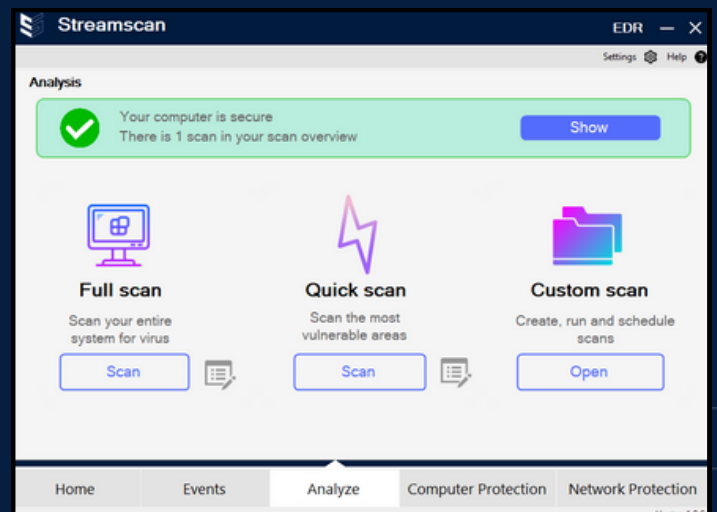 Streamscan
EDR
Settings Help
Analysis
Your computer is secure
There is 1 scan in your scan overview
Show
Full scan
Scan your entire
system for virus
Scan
Quick scan
Scan the most
vulnerable areas
Scan
Custom scan
Create, run and schedule
scans
Open
Home Events Analyze Computer Protection Network Protection